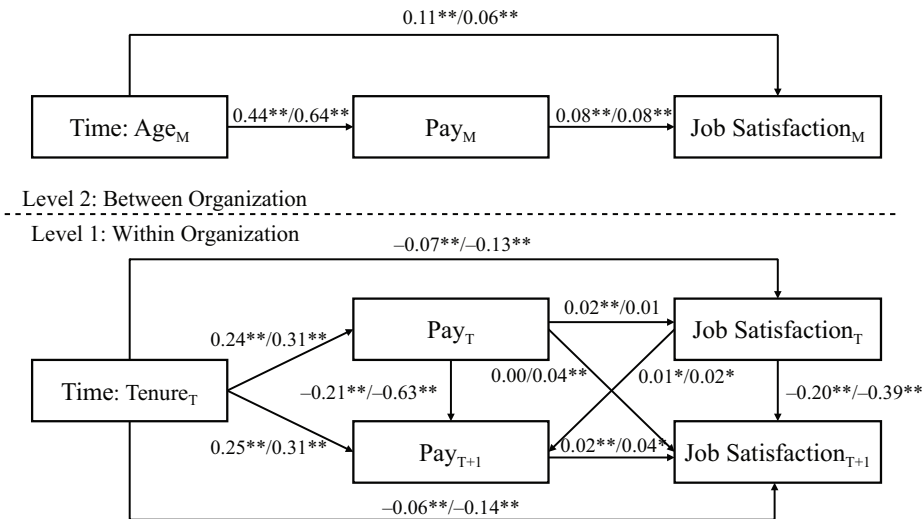 0.11**/0.06**
Time: Age_M
0.44**/0.64**
Pay_M
0.08**/0.08**
Job Satisfaction_M
Level 2: Between Organization
Level 1: Within Organization
–0.07**/–0.13**
Pay_T
0.02**/0.01
Job Satisfaction_T
0.24**/0.31**
Time: Tenure_T
–0.21**/–0.63**
0.00/0.04**
0.01*/0.02*
–0.20**/–0.39**
0.25**/0.31**
Pay_T+1
0.02**/0.04*
Job Satisfaction_T+1
–0.06**/–0.14**